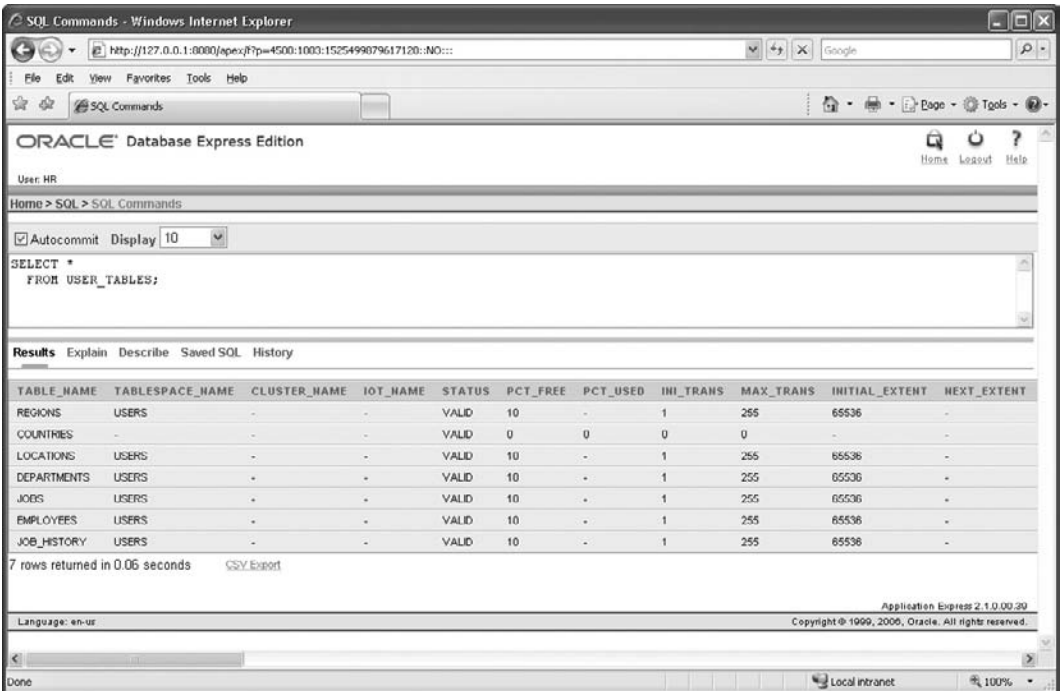 SQL Commands - Windows Internet Explorer
http://127.0.0.1:8080/apex/f?p=4500:1003:1525499879617120::NO:::
Google
File Edit View Favorites Tools Help
SQL Commands
Page Tools
ORACLE Database Express Edition
Home Logout Help
User: HR
Home > SQL > SQL Commands
Autocommit Display 10
SELECT *
FROM USER_TABLES;
Results Explain Describe Saved SQL History
TABLE_NAME TABLESPACE_NAME CLUSTER_NAME IOT_NAME STATUS PCT_FREE PCT_USED INI_TRANS MAX_TRANS INITIAL_EXTENT NEXT_EXTENT
REGIONS USERS - - VALID 10 - 1 255 65536 -
COUNTRIES - - - VALID 0 0 0 0 - -
LOCATIONS USERS - - VALID 10 - 1 255 65536 -
DEPARTMENTS USERS - - VALID 10 - 1 255 65536 -
JOBS USERS - - VALID 10 - 1 255 65536 -
EMPLOYEES USERS - - VALID 10 - 1 255 65536 -
JOB_HISTORY USERS - - VALID 10 - 1 255 65536 -
7 rows returned in 0.06 seconds CSV Export
Application Express 2.1.0.00.39
Language: en-us Copyright © 1999, 2006, Oracle. All rights reserved.
Done Local intranet 100%